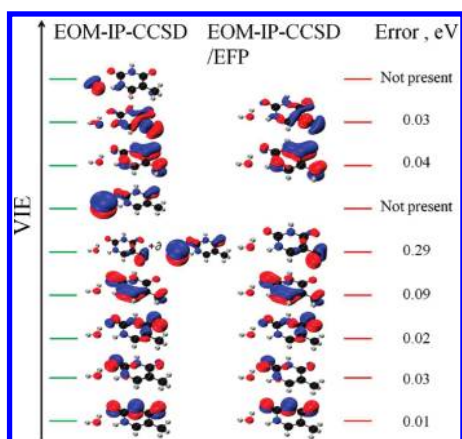 EOM-IP-CCSD EOM-IP-CCSD Error , eV
/EFP
Not present
0.03
0.04
Not present
+∂ 0.29
0.09
0.02
0.03
0.01
VIE